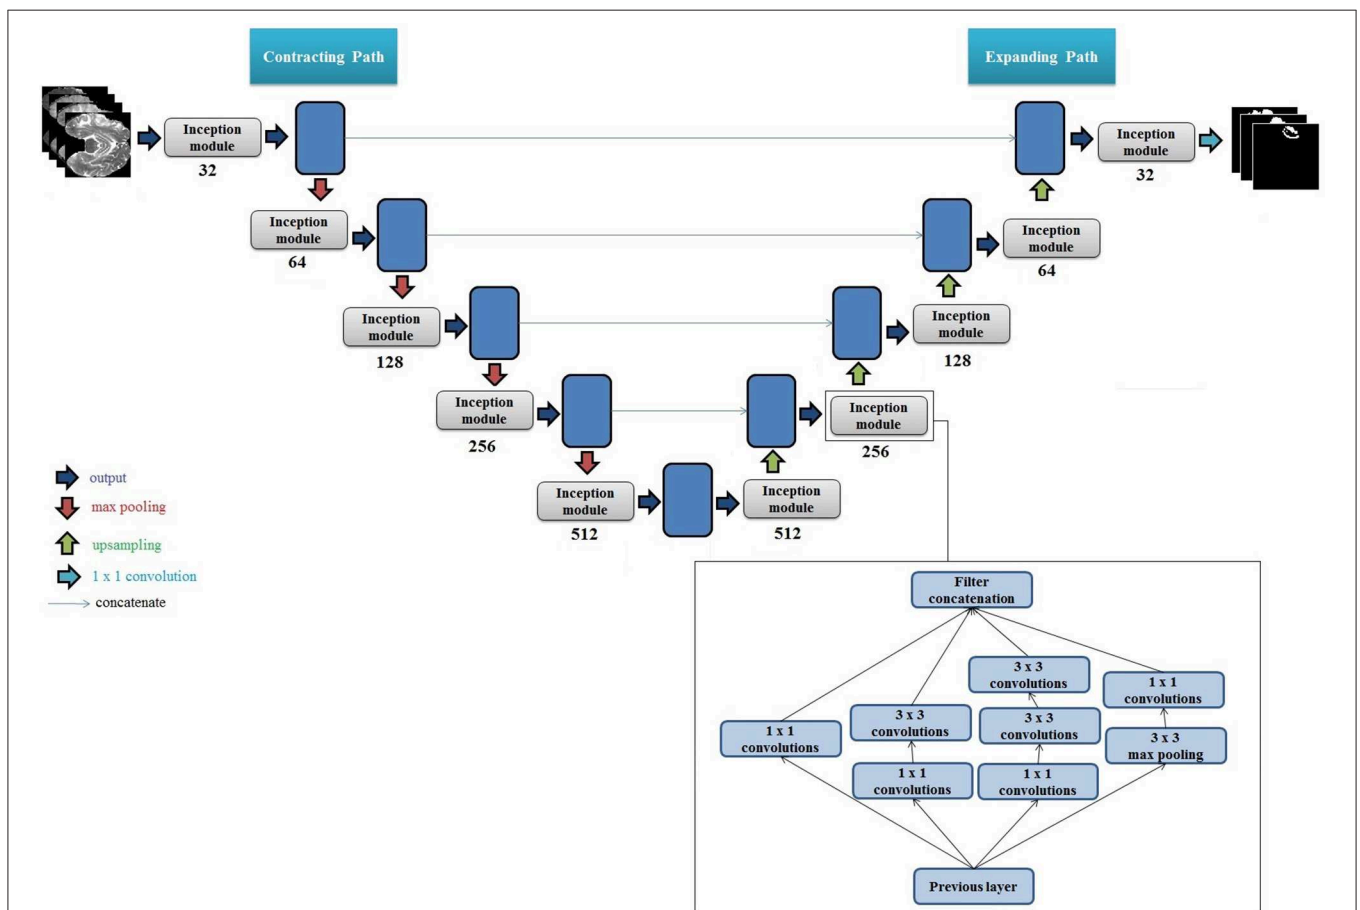 Contracting Path
Expanding Path
Inception
module
32
Inception
module
32
Inception
module
64
Inception
module
64
Inception
module
128
Inception
module
128
Inception
module
256
Inception
module
256
Inception
module
512
Inception
module
512
output
max pooling
upsampling
1 x 1 convolution
concatenate
Filter
concatenation
3 x 3
convolutions
1 x 1
convolutions
3 x 3
convolutions
3 x 3
convolutions
1 x 1
convolutions
3 x 3
max pooling
1 x 1
convolutions
1 x 1
convolutions
Previous layer